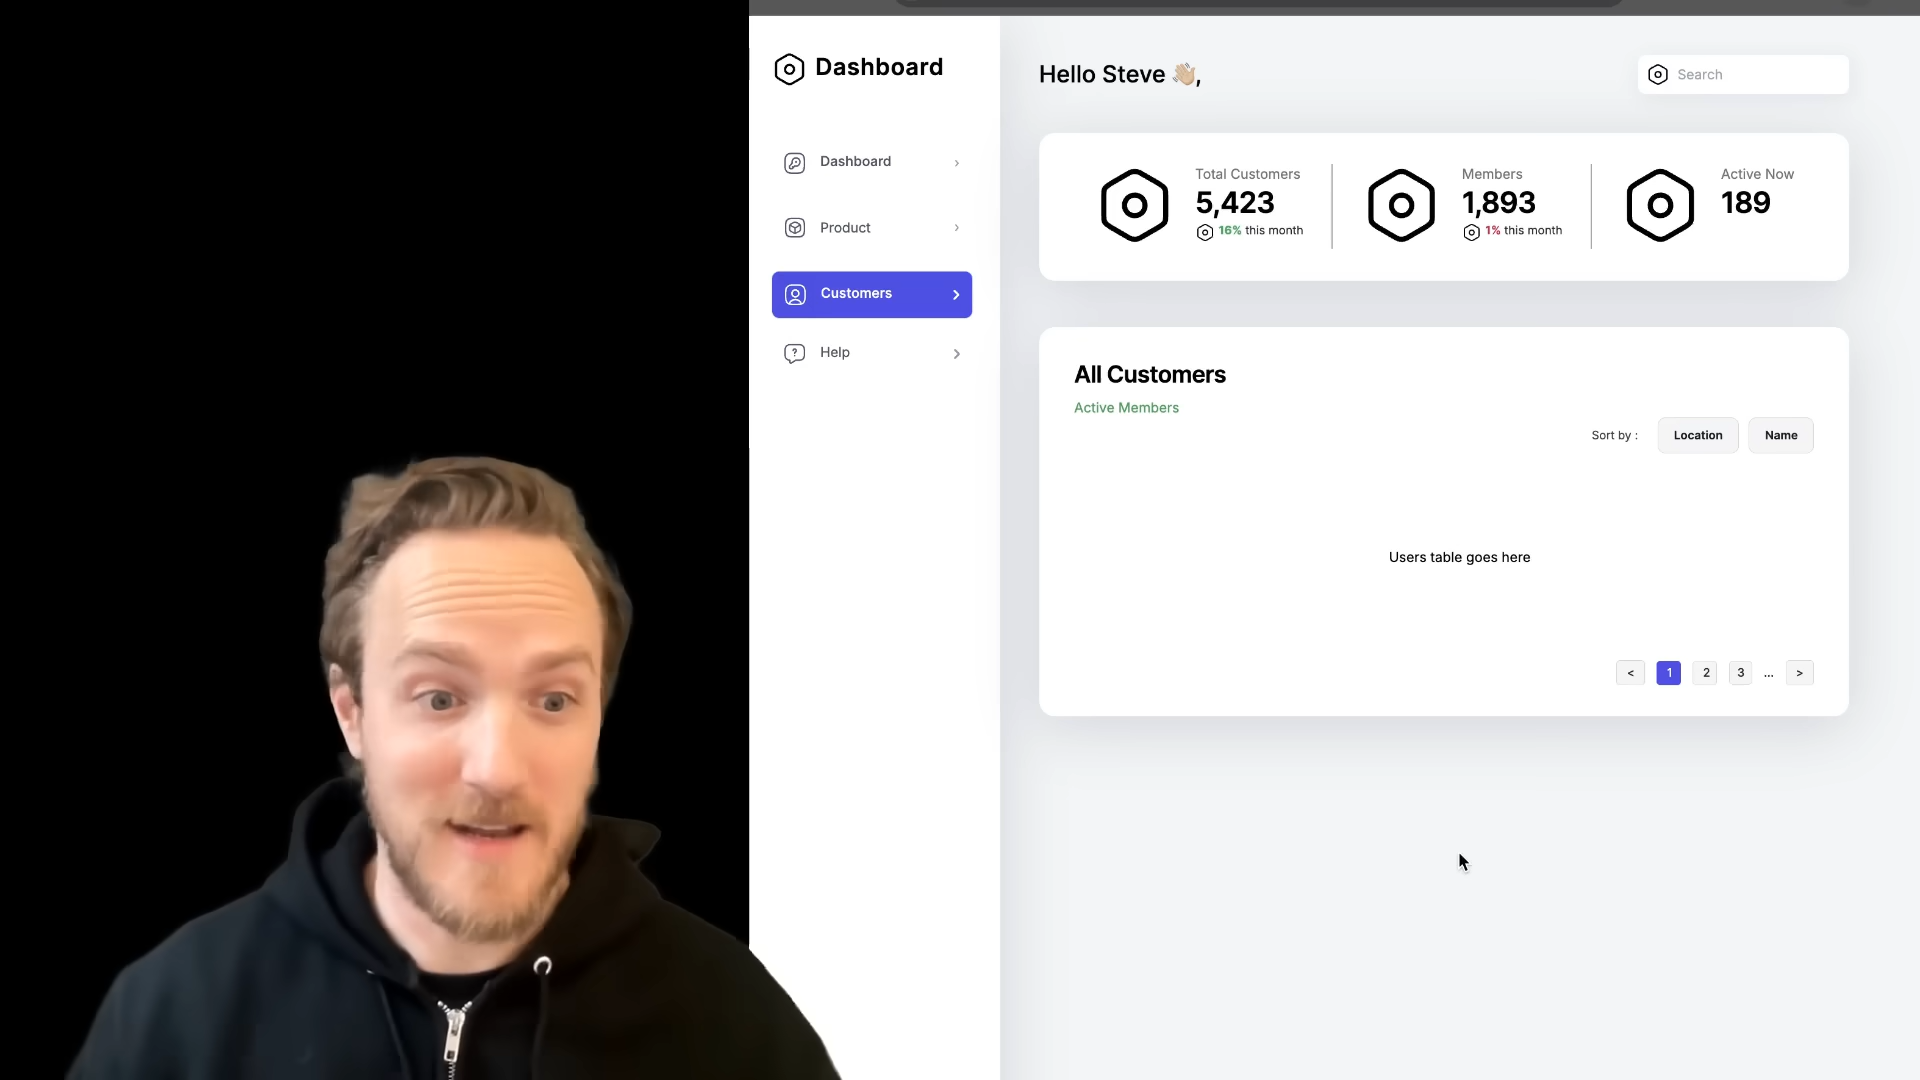 Dashboard
Dashboard
Product
Customers
Help
Hello Steve 👋🏼,
Search
Total Customers
5,423
16% this month
Members
1,893
1% this month
Active Now
189
All Customers
Active Members
Sort by :
Location
Name
Users table goes here
< 1 2 3 ... >